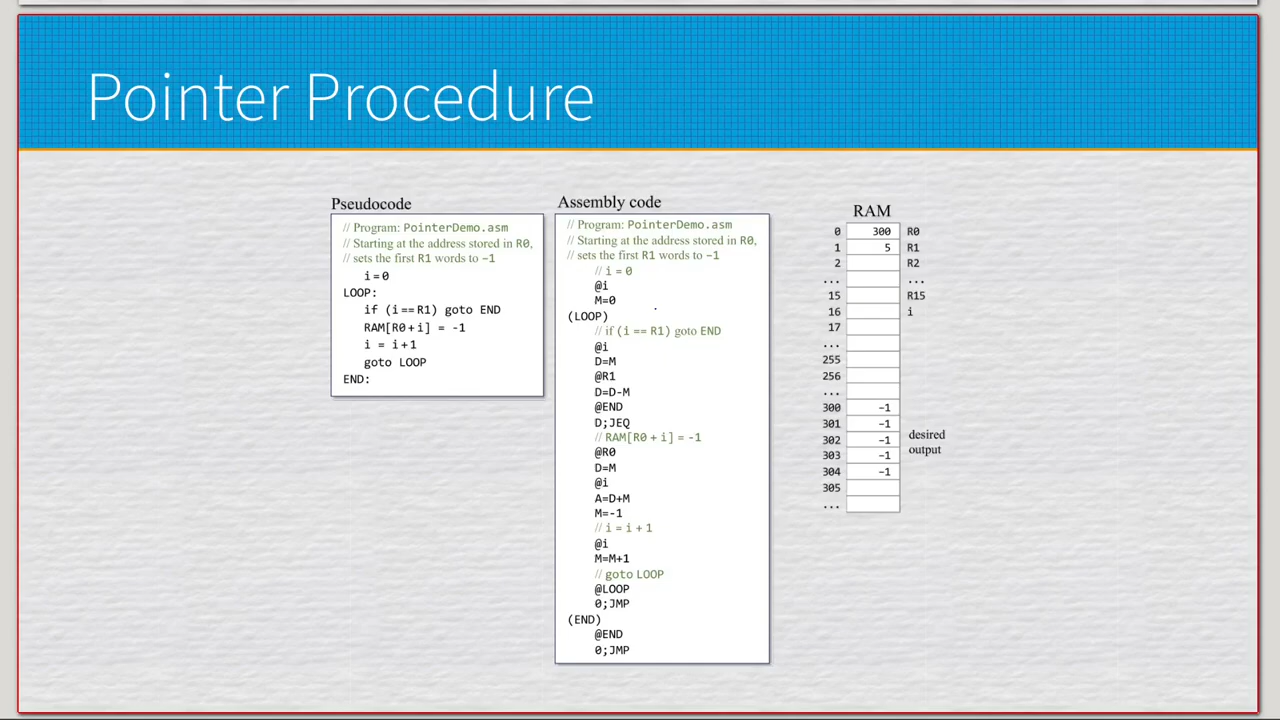 Pointer Procedure
Pseudocode
// Program: PointerDemo.asm
// Starting at the address stored in R0,
// sets the first R1 words to −1
i = 0
LOOP:
if (i == R1) goto END
RAM[R0 + i] = -1
i = i + 1
goto LOOP
END:
Assembly code
// Program: PointerDemo.asm
// Starting at the address stored in R0,
// sets the first R1 words to −1
// i = 0
@i
M=0
(LOOP)
// if (i == R1) goto END
@i
D=M
@R1
D=D-M
@END
D;JEQ
// RAM[R0 + i] = -1
@R0
D=M
@i
A=D+M
M=-1
// i = i + 1
@i
M=M+1
// goto LOOP
@LOOP
0;JMP
(END)
@END
0;JMP
RAM
0 300 R0
1 5 R1
2 R2
... ...
15 R15
16 i
17
...
255
256
...
300 −1
301 −1
302 −1
303 −1
304 −1
305
...
desired
output